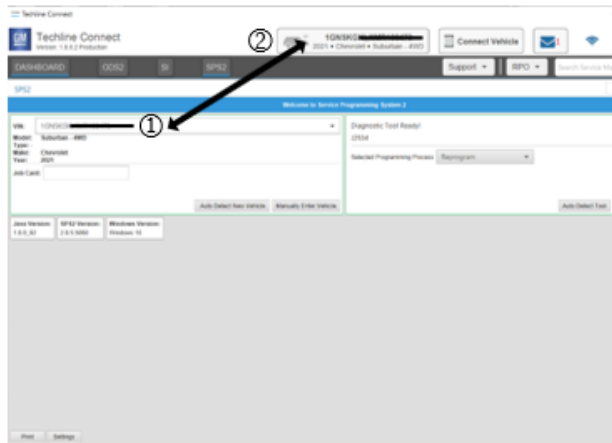 Techline Connect
GM
Techline Connect
Version: 1.8.6.2 Production
②
2021 • Chevrolet • Suburban - 4WD
Connect Vehicle
DASHBOARD
GDS2
SI
SPS2
Support
RPO
SPS2
Welcome to Service Programming System 2
VIN:
①
Model: Suburban - 4WD
Type:
Make: Chevrolet
Year: 2021
Job Card:
Auto Detect New Vehicle
Manually Enter Vehicle
Diagnostic Tool Ready!
J2534
Selected Programming Process: Reprogram
Auto Detect Tool
Java Version:
SPS2 Version:
Windows Version:
Windows 10
Print
Settings